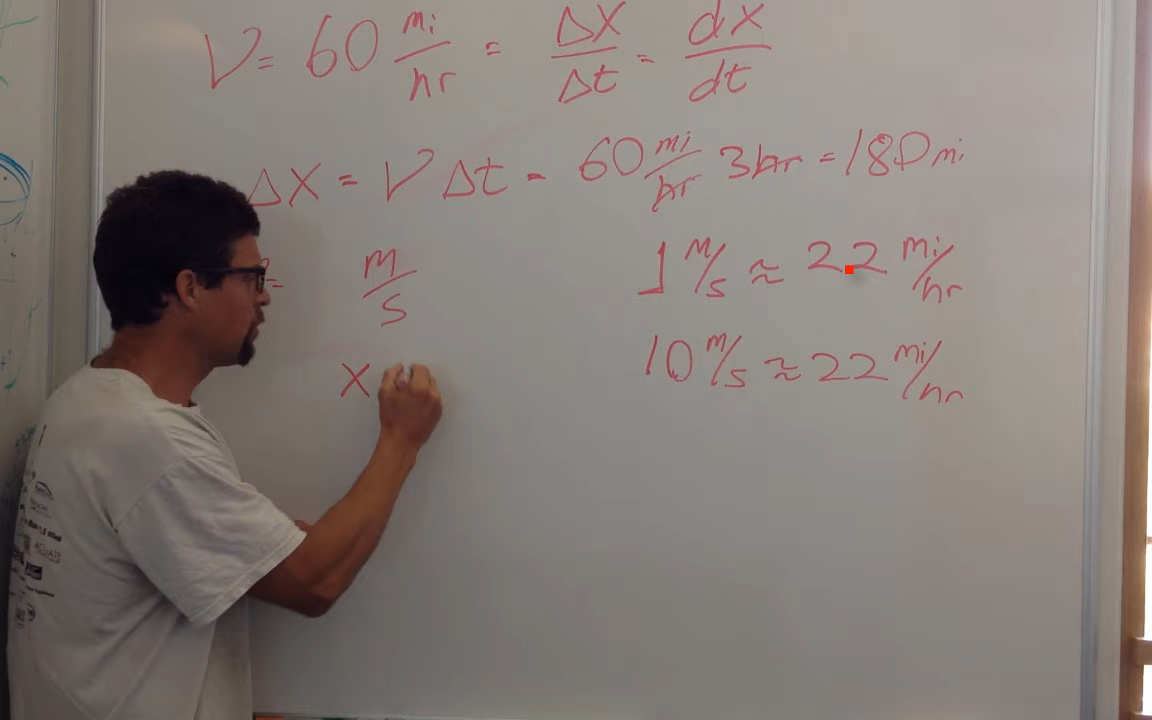 V = 60 mi/hr = Δx/Δt = dx/dt
Δx = V Δt = 60 mi/hr 3hr = 180 mi
= m/s
1 m/s ≈ 2.2 mi/hr
x
10 m/s ≈ 22 mi/hr